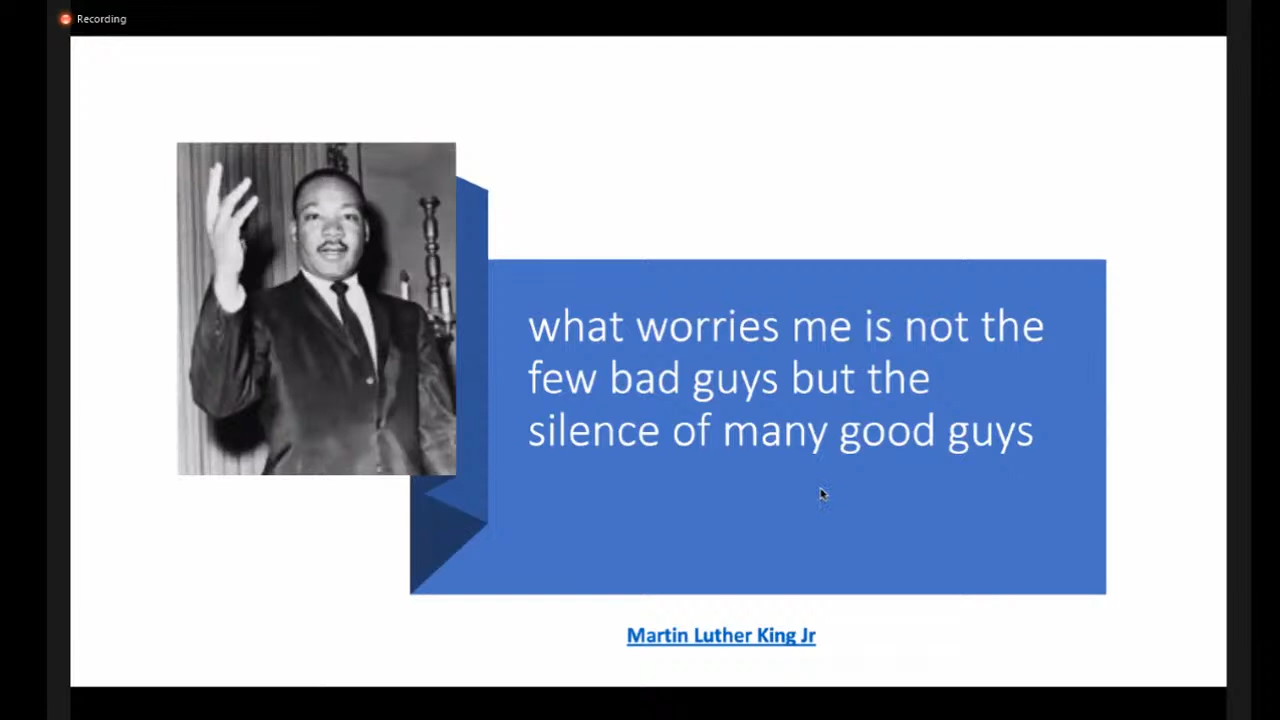 Recording
what worries me is not the
few bad guys but the
silence of many good guys
Martin Luther King Jr